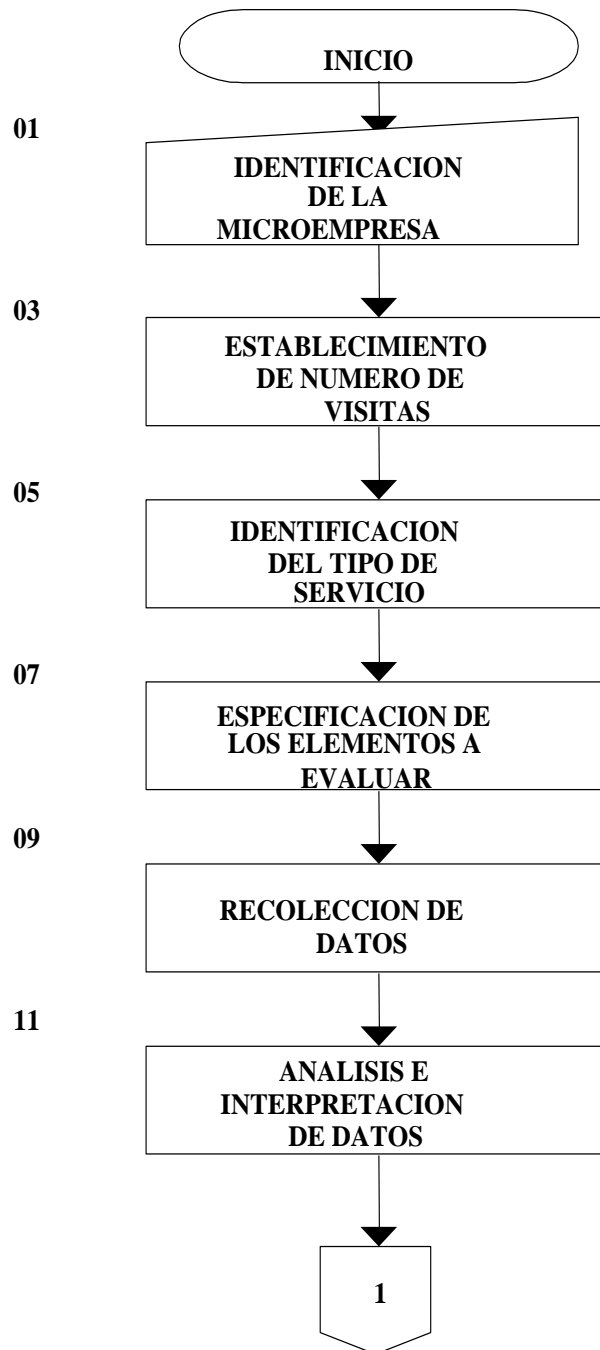 INICIO
01
IDENTIFICACION
DE LA
MICROEMPRESA
03
ESTABLECIMIENTO
DE NUMERO DE
VISITAS
05
IDENTIFICACION
DEL TIPO DE
SERVICIO
07
ESPECIFICACION DE
LOS ELEMENTOS A
EVALUAR
09
RECOLECCION DE
DATOS
11
ANALISIS E
INTERPRETACION
DE DATOS
1